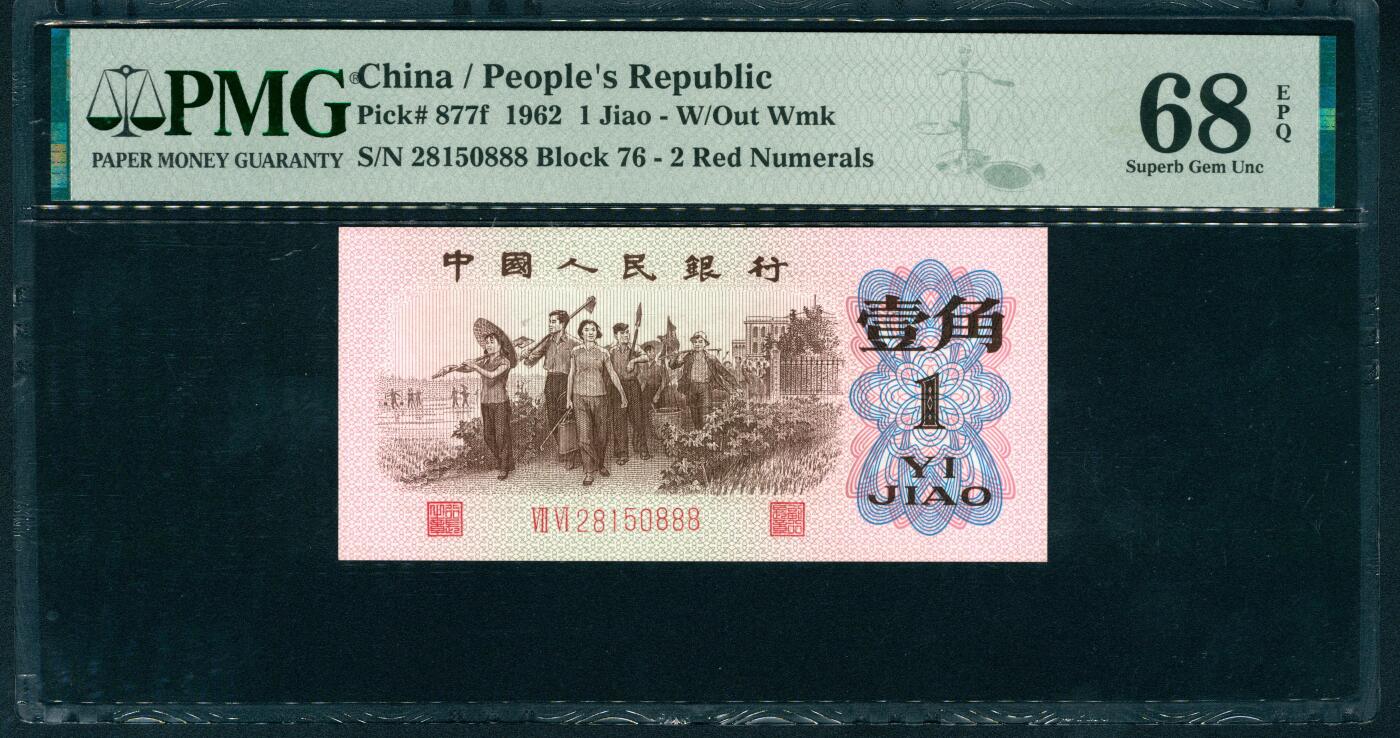 PMG®
PAPER MONEY GUARANTY
China / People's Republic
Pick# 877f 1962 1 Jiao - W/Out Wmk
S/N 28150888 Block 76 - 2 Red Numerals
68 EPQ
Superb Gem Unc
中國人民銀行
壹角
1
YI
JIAO
VII VI 28150888